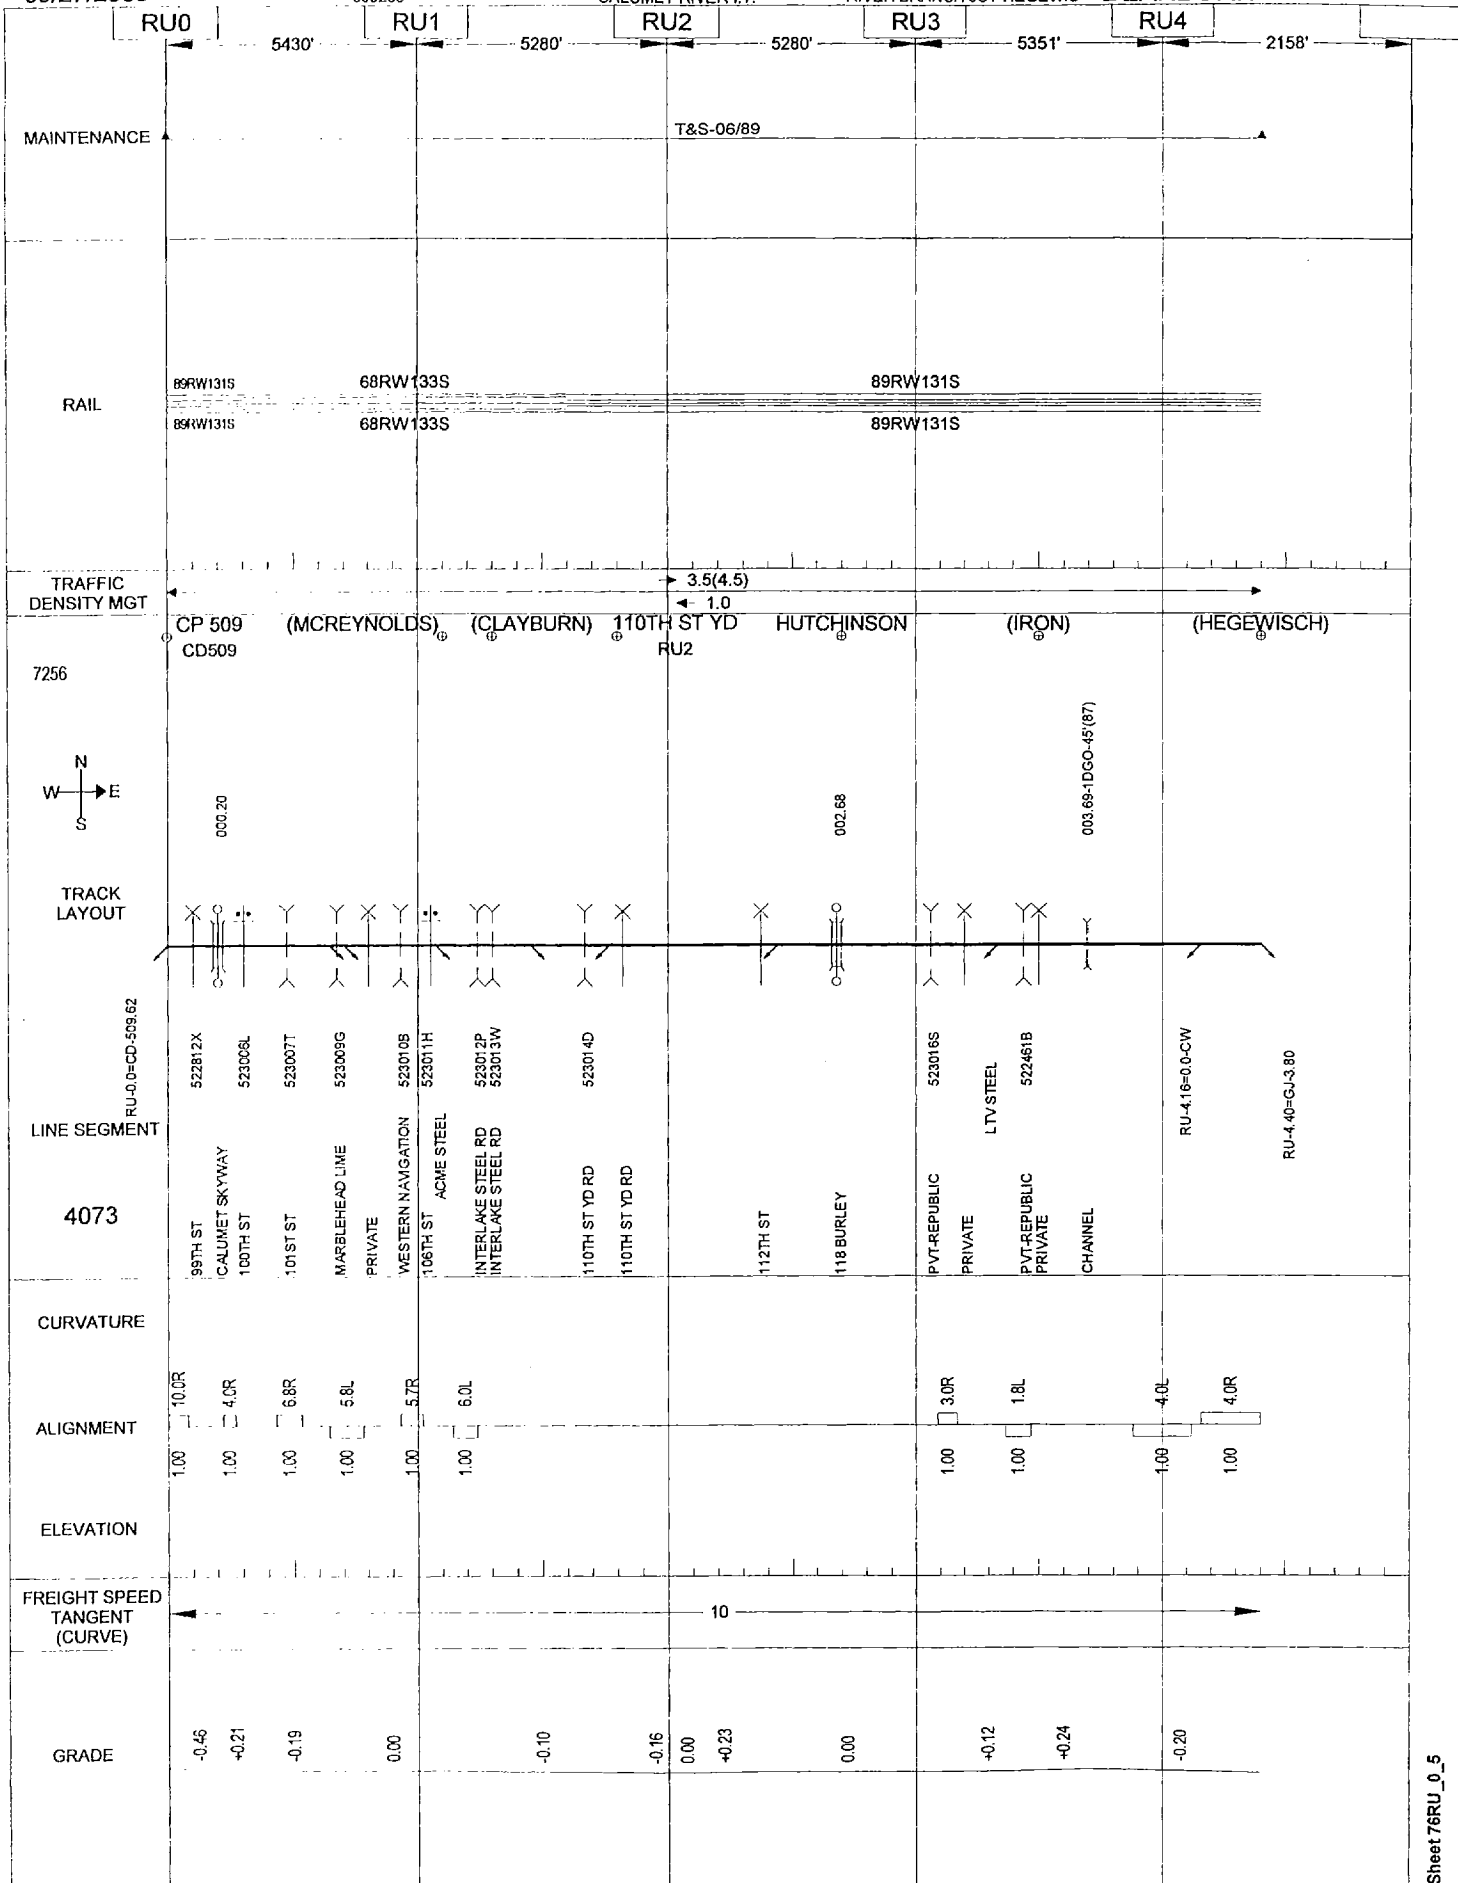 RU0 RU1 RU2 RU3 RU4
5430' 5280' 5280' 5351' 2158'
MAINTENANCE
T&S-06/89
89RW131S 68RW133S 89RW131S
RAIL
89RW131S 68RW133S 89RW131S
TRAFFIC
DENSITY MGT
3.5(4.5)
1.0
CP 509 (MCREYNOLDS) (CLAYBURN) 110TH ST YD HUTCHINSON (IRON) (HEGEWISCH)
CD509 RU2
7256
N
W E
S
000.20
002.68
003.69-1DGO-45'(87)
TRACK
LAYOUT
RU-0.0=CD-509.62
522812X
523006L
523007T
523009G
523010B
523011H
523012P
523013W
523014D
523016S
522461B
LINE SEGMENT
4073
99TH ST
CALUMET SKYWAY
100TH ST
101ST ST
MARBLEHEAD LIME
PRIVATE
WESTERN NAVIGATION
106TH ST
ACME STEEL
INTERLAKE STEEL RD
INTERLAKE STEEL RD
110TH ST YD RD
110TH ST YD RD
112TH ST
118 BURLEY
PVT-REPUBLIC
PRIVATE
LTV STEEL
PVT-REPUBLIC
PRIVATE
CHANNEL
RU-4.16=0.0-CW
RU-4.40=GJ-3.80
CURVATURE
10.0R 4.0R 6.8R 5.8L 5.7R 6.0L 3.0R 1.8L 4.0L 4.0R
ALIGNMENT
1.00 1.00 1.00 1.00 1.00 1.00 1.00 1.00 1.00 1.00
ELEVATION
FREIGHT SPEED
TANGENT
(CURVE)
10
GRADE
-0.46 +0.21 -0.19 0.00 -0.10 -0.16 0.00 +0.23 0.00 +0.12 +0.24 -0.20
Sheet 76RU_0_5